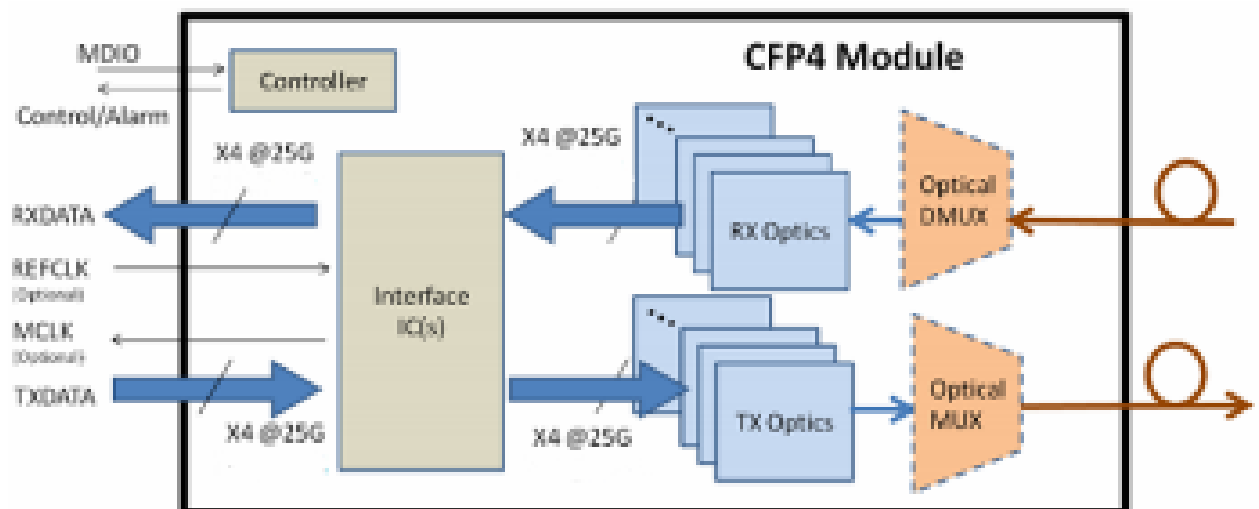 MDIO
Control/Alarm
Controller
CFP4 Module
X4 @25G
X4 @25G
RXDATA
RX Optics
Optical
DMUX
REFCLK
(Optional)
Interface
IC(s)
MCLK
(Optional)
TXDATA
X4 @25G
X4 @25G
TX Optics
Optical
MUX